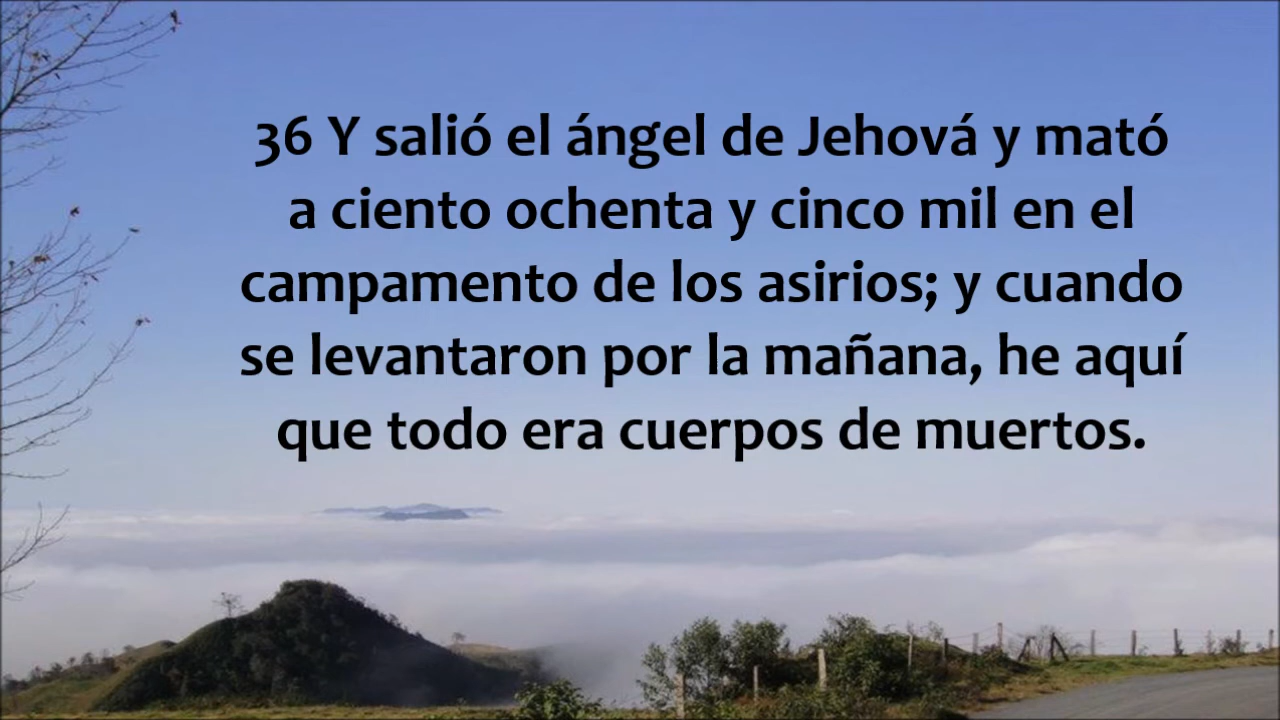 36 Y salió el ángel de Jehová y mató
a ciento ochenta y cinco mil en el
campamento de los asirios; y cuando
se levantaron por la mañana, he aquí
que todo era cuerpos de muertos.